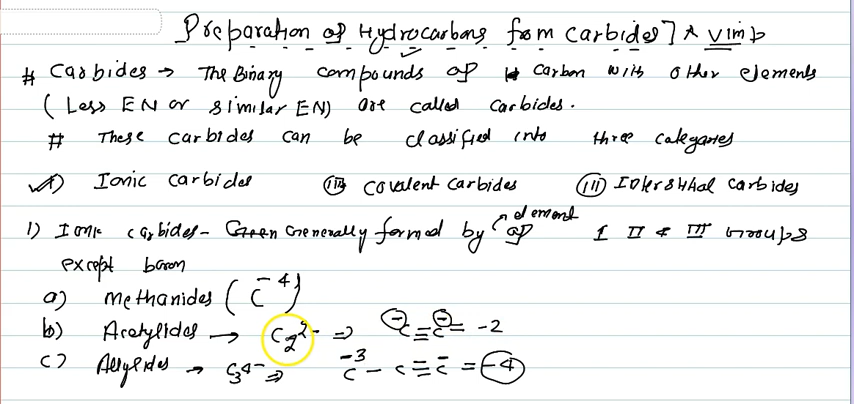 Preparation of Hydrocarbons from Carbides] * VImp
# Carbides → The Binary compounds of Carbon with other elements
( Less EN or similar EN) are called carbides.
# These carbides can be classified into three categories
i) Ionic carbides (ii) Covalent Carbides (iii) Interstitial carbides
1) Ionic carbides - Generally formed by element of I II & III Groups
except boron
a) Methanides ( C⁻⁴ )
b) Acetylides → C₂²⁻ ⇒ C⁻≡C⁻ = -2
c) Allylides → C₃⁴⁻ ⇒ C⁻³ - C≡C⁻ = -4